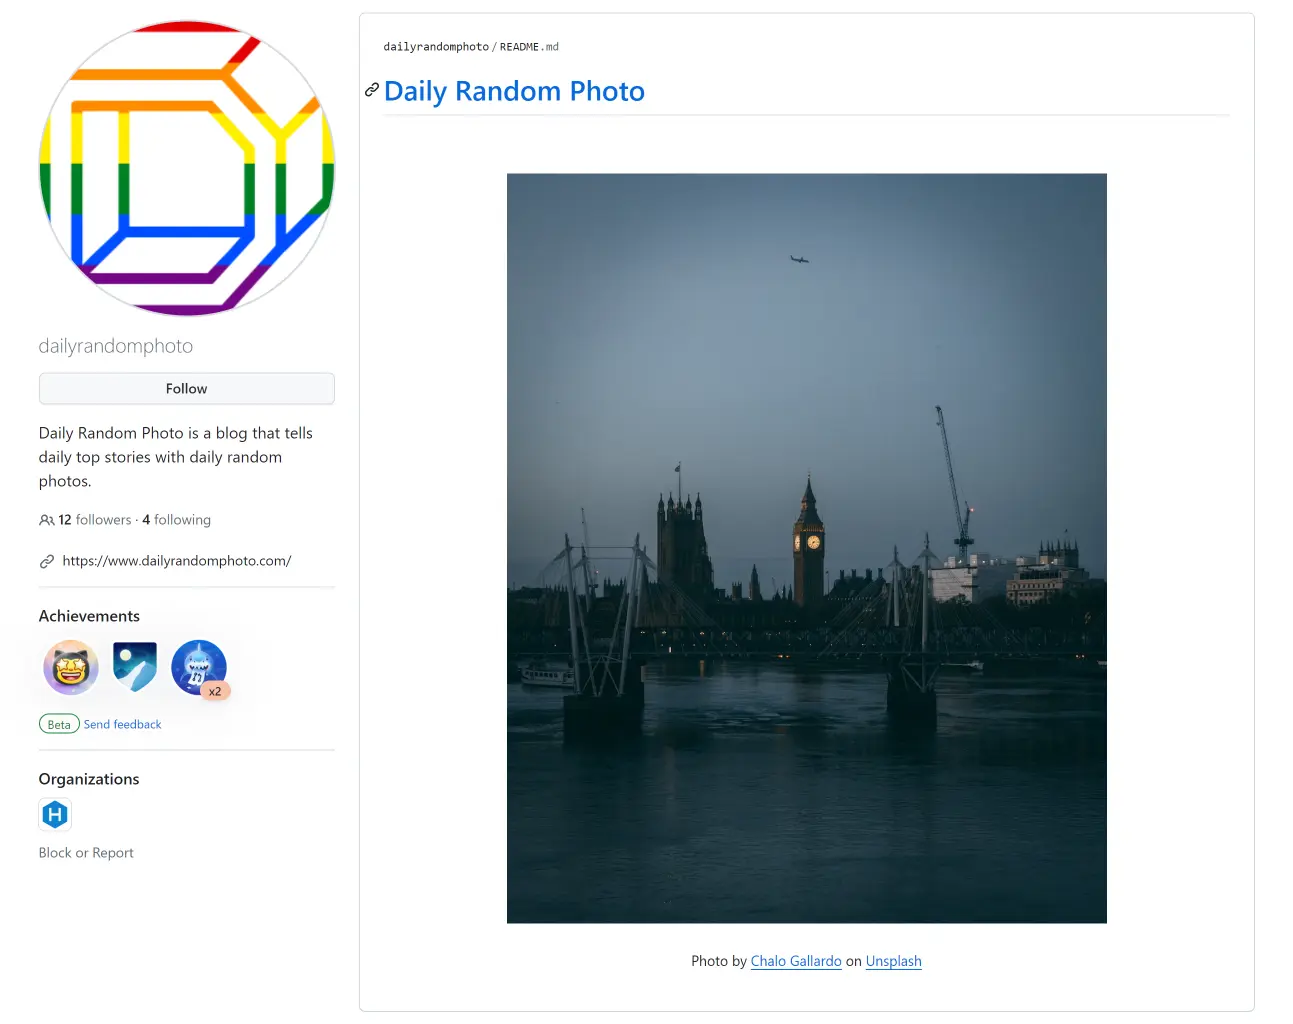 dailyrandomphoto
Follow
Daily Random Photo is a blog that tells
daily top stories with daily random
photos.
12 followers · 4 following
https://www.dailyrandomphoto.com/
Achievements
x2
Beta Send feedback
Organizations
H
Block or Report
dailyrandomphoto / README.md
Daily Random Photo
Photo by Chalo Gallardo on Unsplash